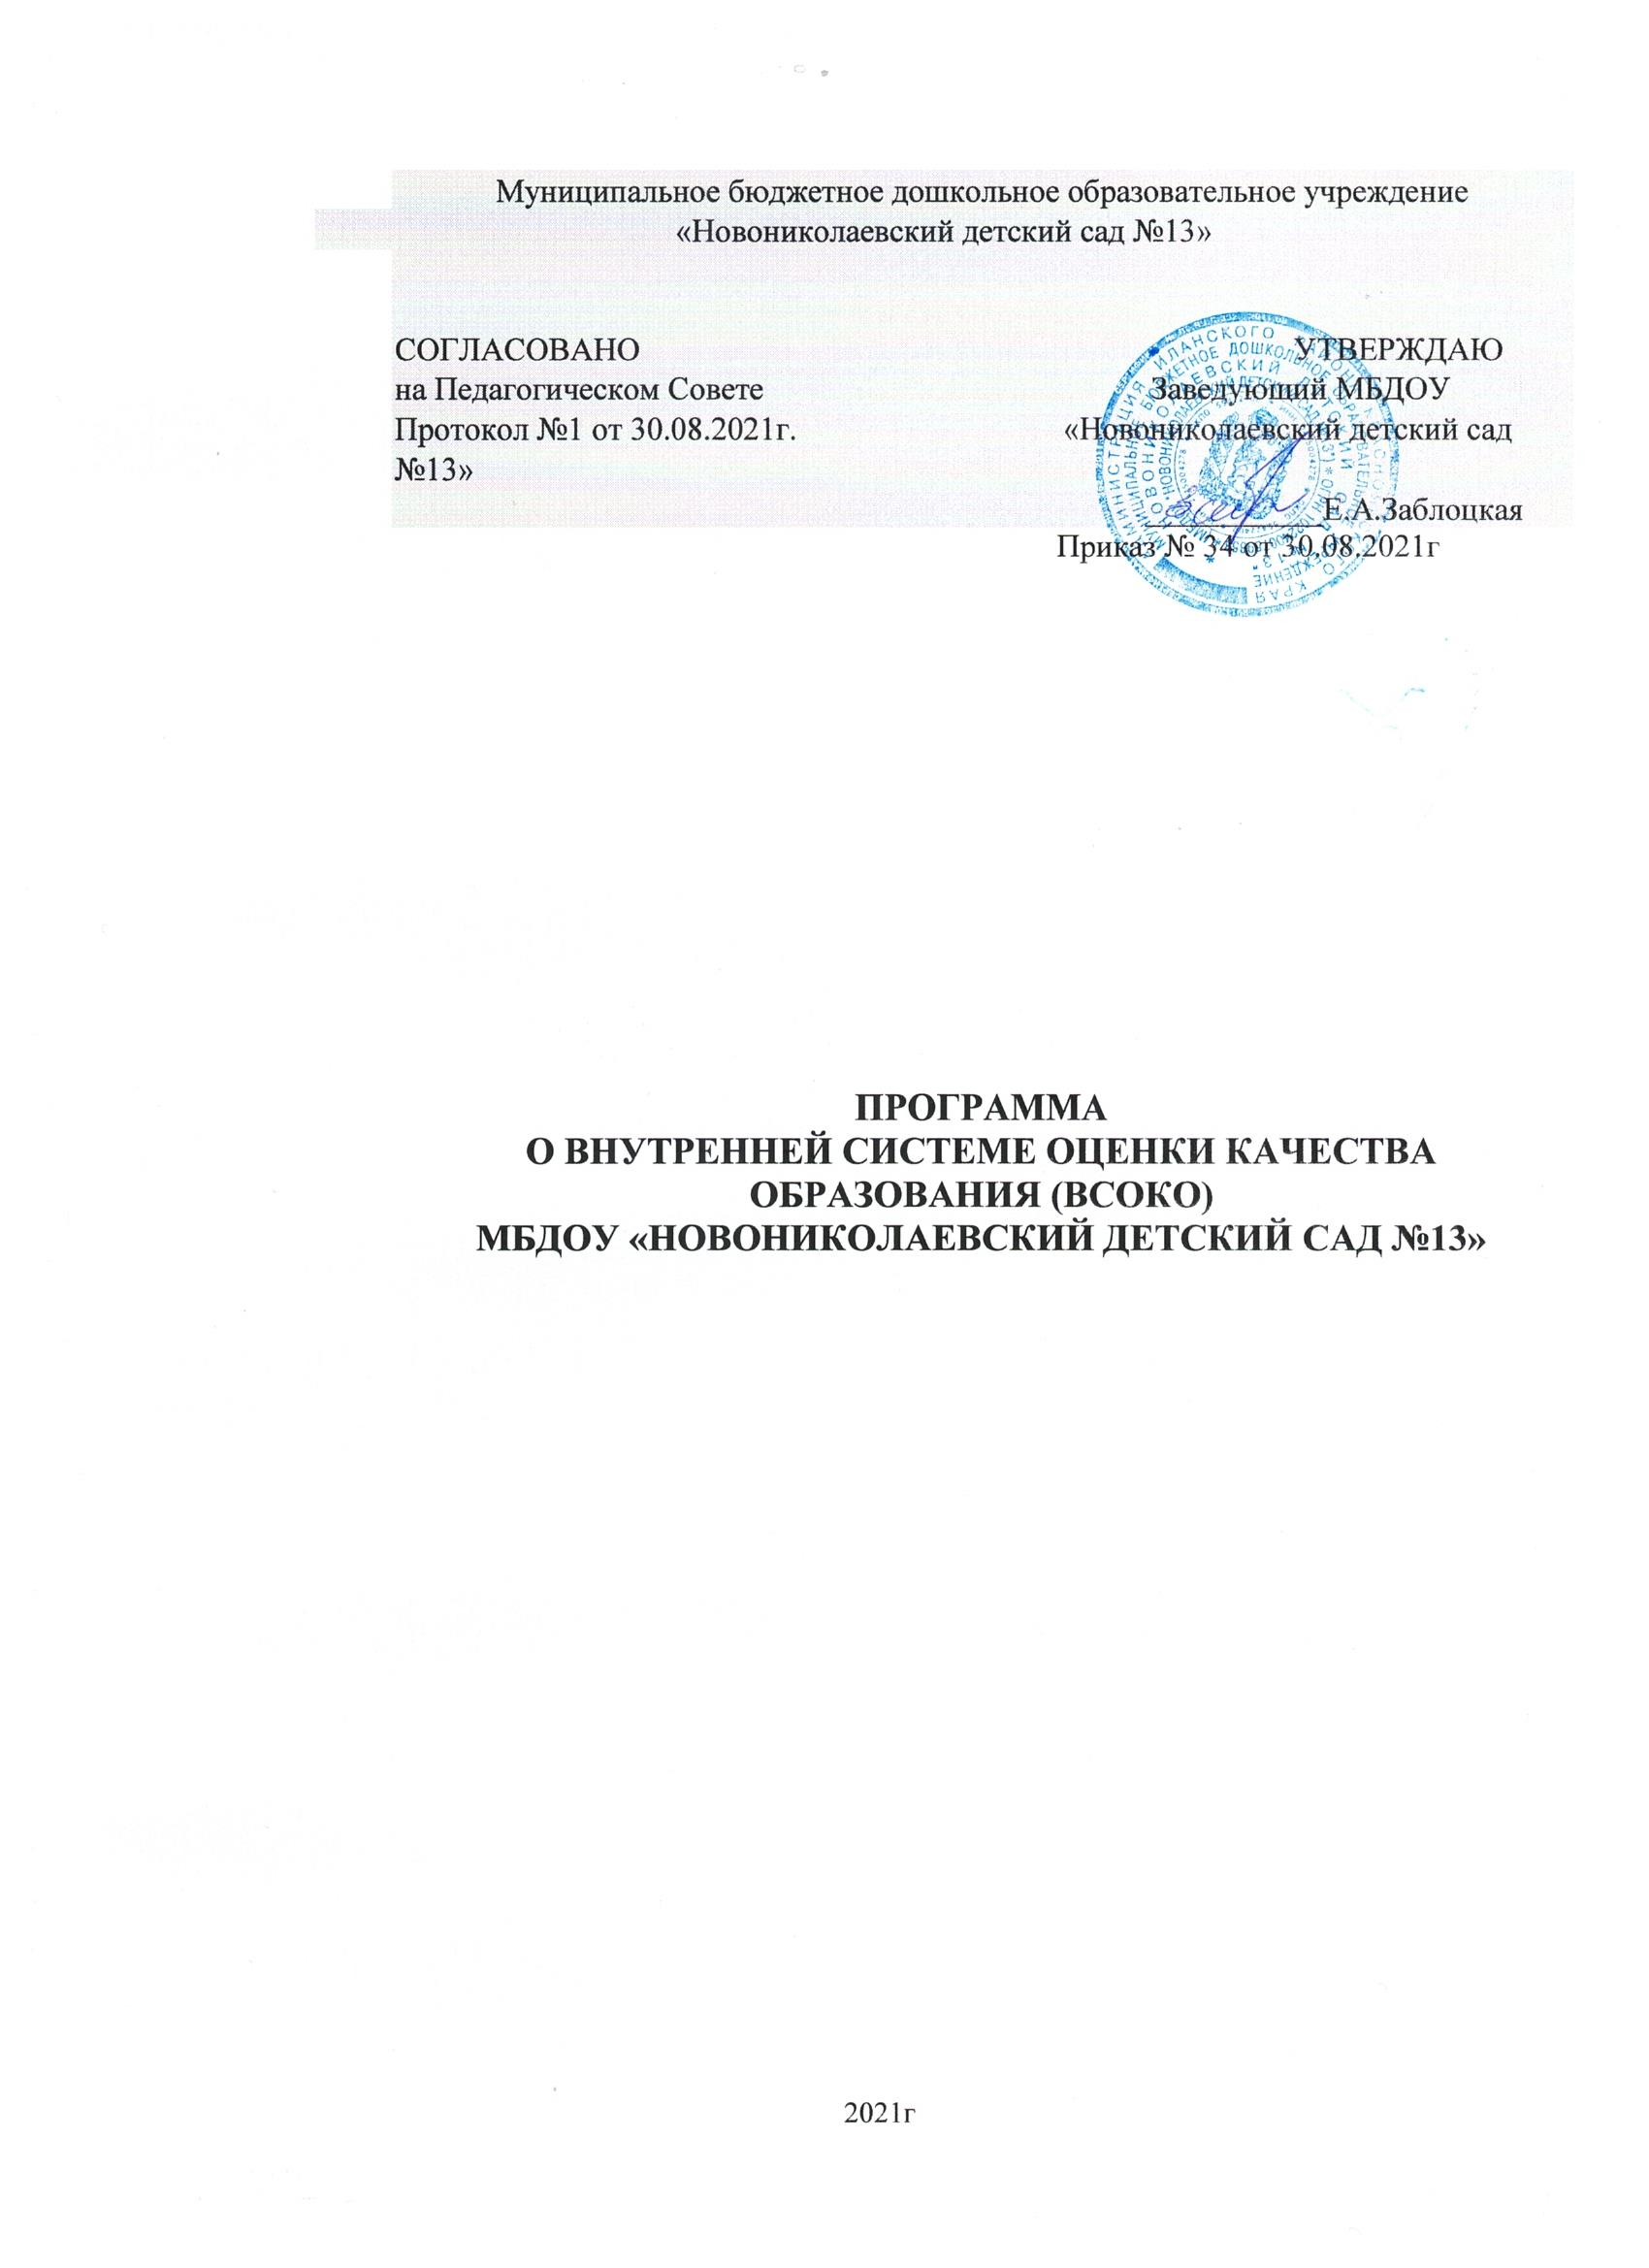 Муниципальное бюджетное дошкольное образовательное учреждение
«Новониколаевский детский сад №13»
СОГЛАСОВАНО УТВЕРЖДАЮ
на Педагогическом Совете Заведующий МБДОУ
Протокол №1 от 30.08.2021г. «Новониколаевский детский сад
№13»
Е.А.Заблоцкая
Приказ № 34 от 30.08.2021г
ПРОГРАММА
О ВНУТРЕННЕЙ СИСТЕМЕ ОЦЕНКИ КАЧЕСТВА
ОБРАЗОВАНИЯ (ВСОКО)
МБДОУ «НОВОНИКОЛАЕВСКИЙ ДЕТСКИЙ САД №13»
2021г